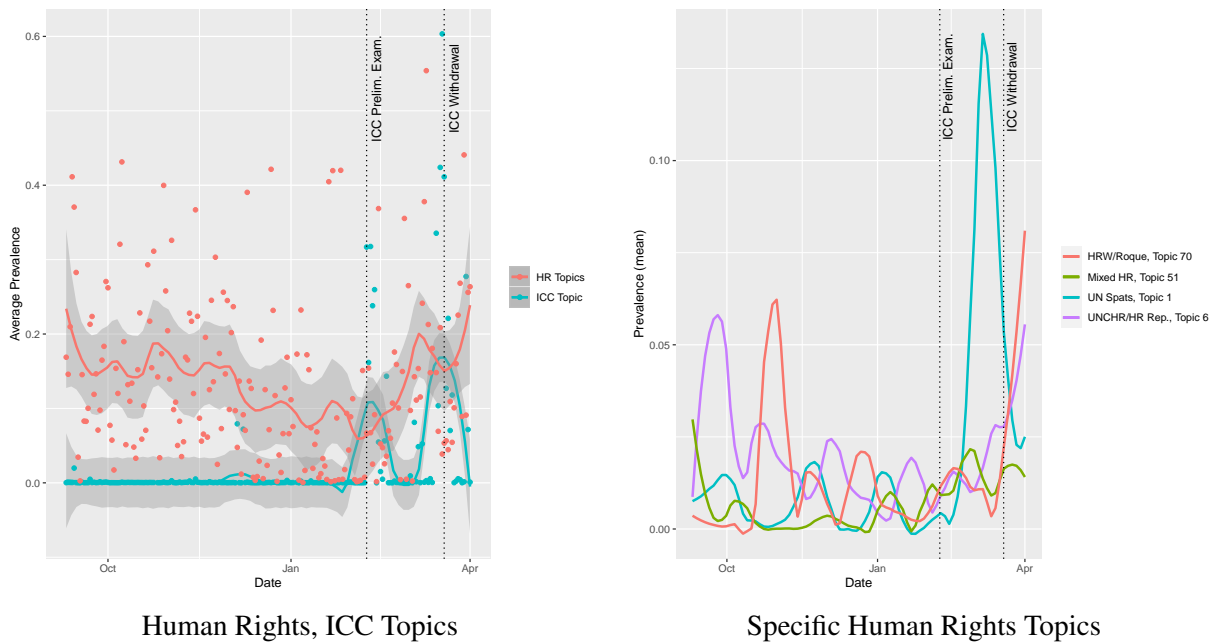 0.6
0.4
0.2
0.0
Average Prevalence
ICC Prelim. Exam.
ICC Withdrawal
Oct
Jan
Apr
Date
HR Topics
ICC Topic
Human Rights, ICC Topics
0.10
0.05
0.00
Prevalence (mean)
ICC Prelim. Exam.
ICC Withdrawal
Oct
Jan
Apr
Date
HRW/Roque, Topic 70
Mixed HR, Topic 51
UN Spats, Topic 1
UNCHR/HR Rep., Topic 6
Specific Human Rights Topics